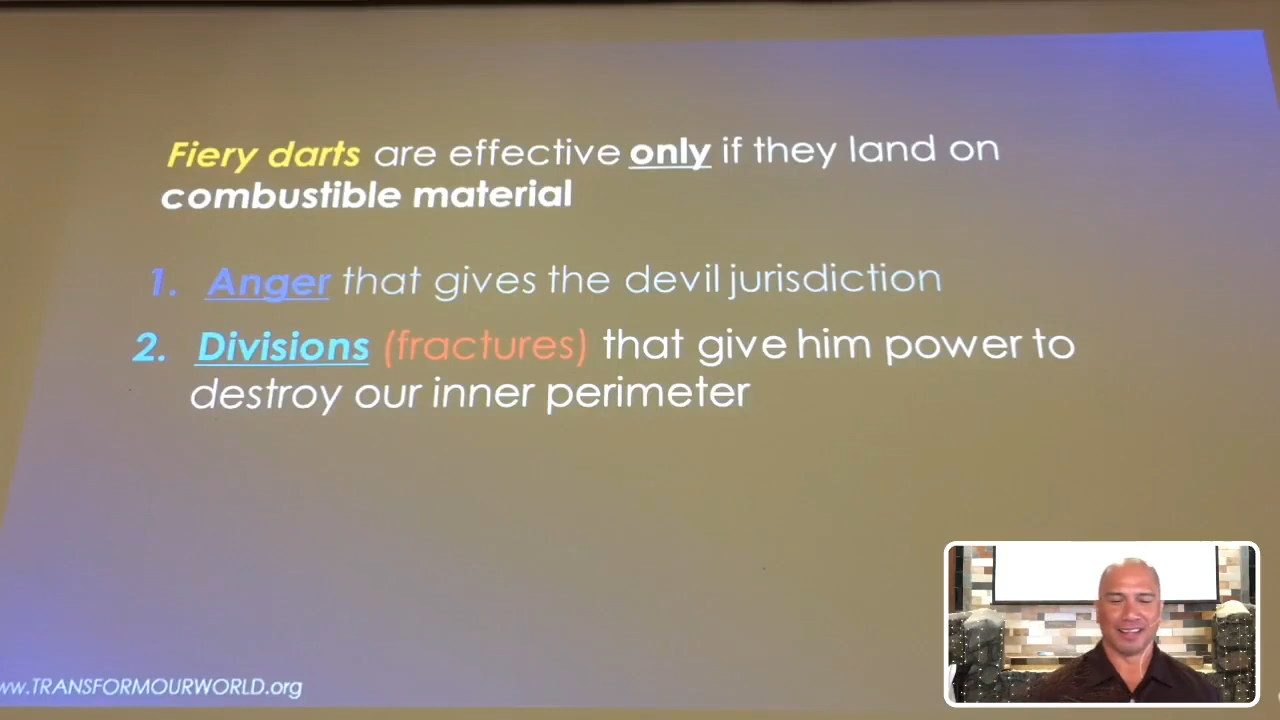 Fiery darts are effective only if they land on
combustible material
1. Anger that gives the devil jurisdiction
2. Divisions (fractures) that give him power to
destroy our inner perimeter
ww.TRANSFORMOURWORLD.org